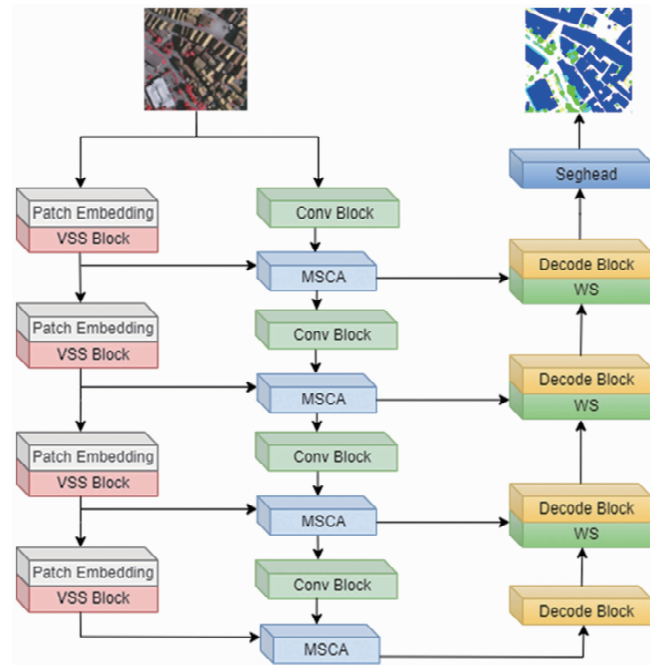 Patch Embedding
VSS Block
Patch Embedding
VSS Block
Patch Embedding
VSS Block
Patch Embedding
VSS Block
Conv Block
MSCA
Conv Block
MSCA
Conv Block
MSCA
Conv Block
MSCA
Seghead
Decode Block
WS
Decode Block
WS
Decode Block
WS
Decode Block